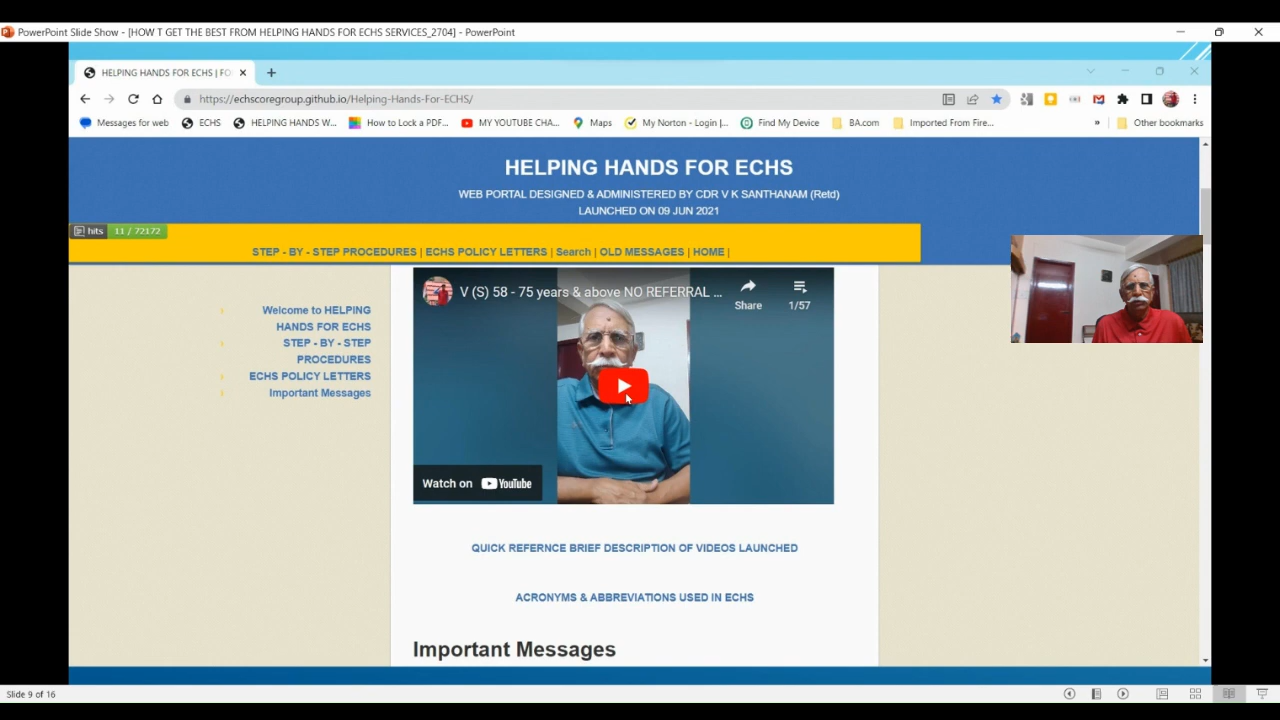 PowerPoint Slide Show - [HOW T GET THE BEST FROM HELPING HANDS FOR ECHS SERVICES_2704] - PowerPoint
HELPING HANDS FOR ECHS | FO
https://echscoregroup.github.io/Helping-Hands-For-ECHS/
Messages for web ECHS HELPING HANDS W... How to Lock a PDF... MY YOUTUBE CHA... Maps My Norton - Login |... Find My Device BA.com Imported From Fire... » Other bookmarks
HELPING HANDS FOR ECHS
WEB PORTAL DESIGNED & ADMINISTERED BY CDR V K SANTHANAM (Retd)
LAUNCHED ON 09 JUN 2021
hits 11 / 72172
STEP - BY - STEP PROCEDURES | ECHS POLICY LETTERS | Search | OLD MESSAGES | HOME |
Welcome to HELPING
HANDS FOR ECHS
STEP - BY - STEP
PROCEDURES
ECHS POLICY LETTERS
Important Messages
V (S) 58 - 75 years & above NO REFERRAL ...
Share
1/57
Watch on YouTube
QUICK REFERNCE BRIEF DESCRIPTION OF VIDEOS LAUNCHED
ACRONYMS & ABBREVIATIONS USED IN ECHS
Important Messages
Slide 9 of 16